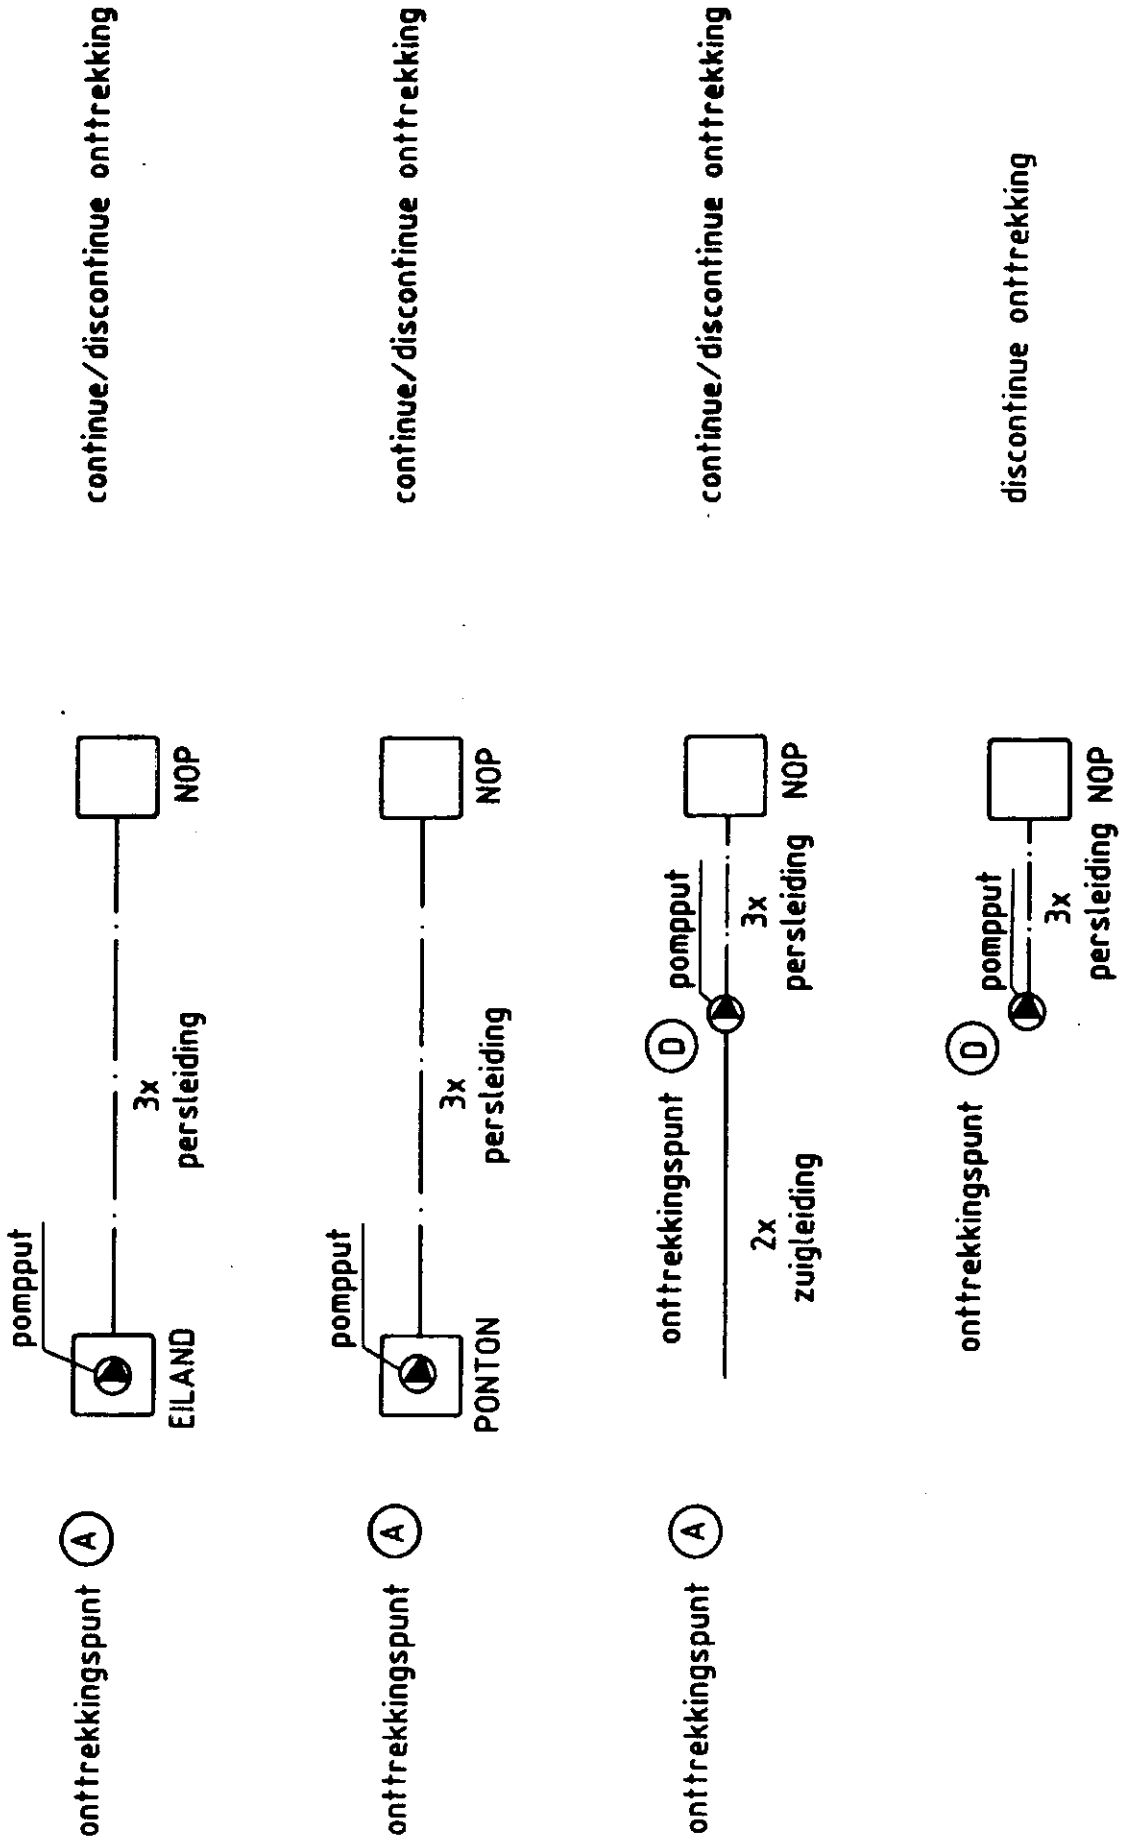 pompput
onttrekkingspunt A
EILAND
3x
persleiding
NOP
continue/discontinue onttrekking
pompput
onttrekkingspunt A
PONTON
3x
persleiding
NOP
continue/discontinue onttrekking
onttrekkingspunt D
pompput
onttrekkingspunt A
2x
zuigleiding
3x
persleiding
NOP
continue/discontinue onttrekking
onttrekkingspunt D
pompput
3x
persleiding NOP
discontinue onttrekking